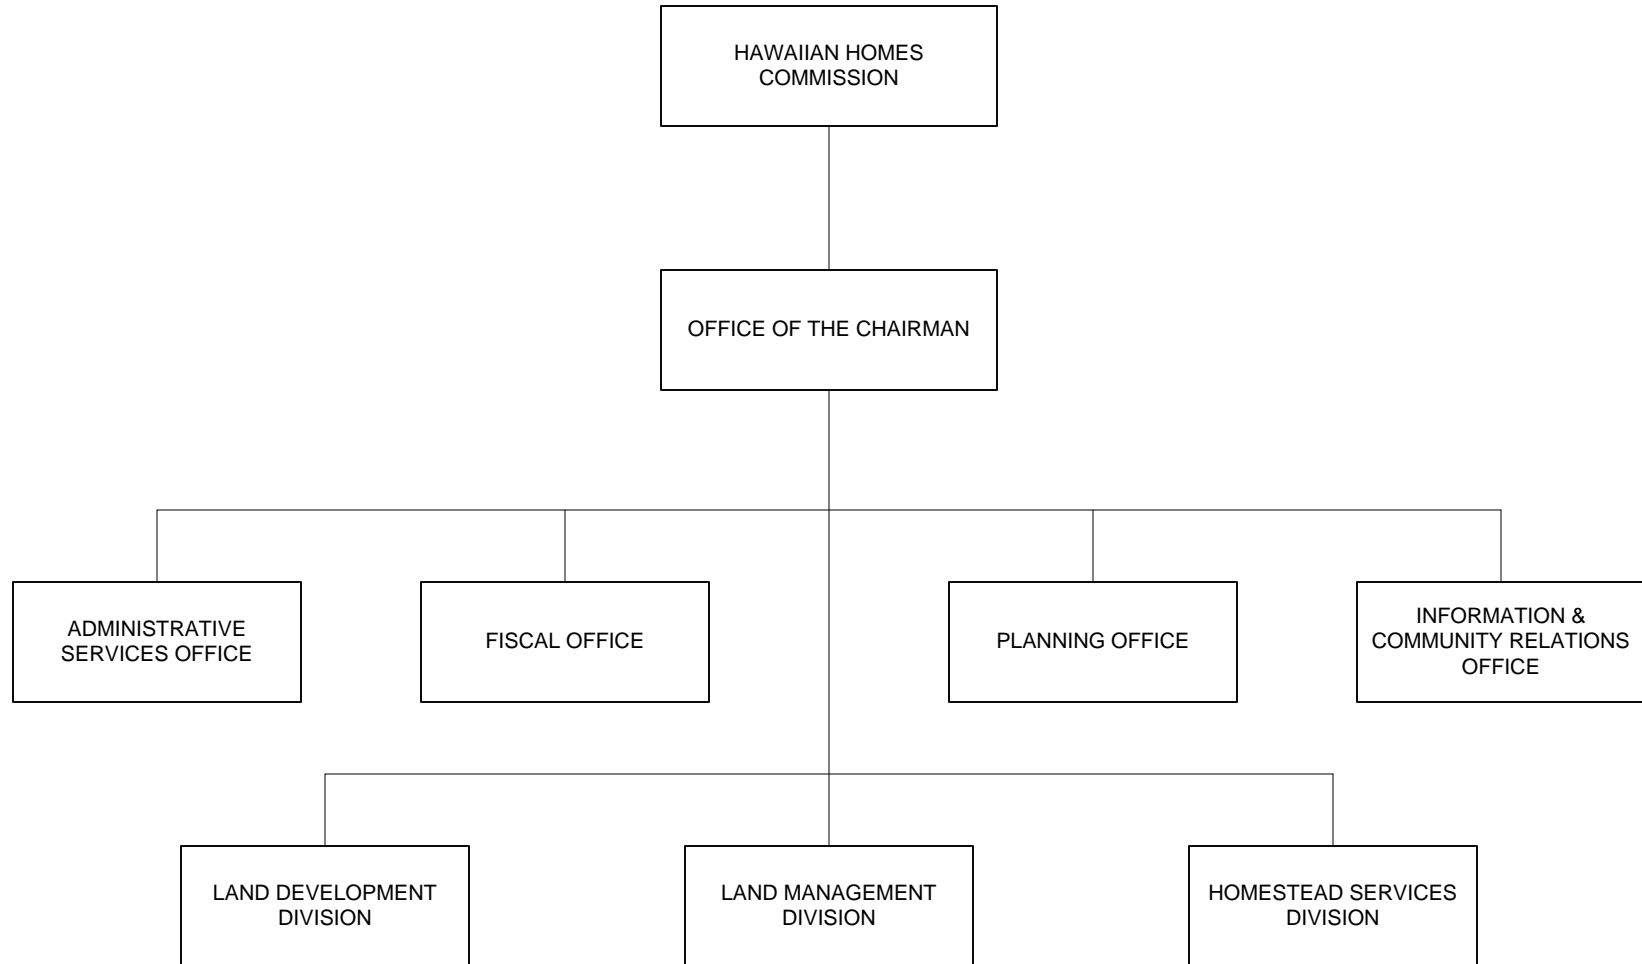 HAWAIIAN HOMES
COMMISSION
OFFICE OF THE CHAIRMAN
ADMINISTRATIVE
SERVICES OFFICE
FISCAL OFFICE
PLANNING OFFICE
INFORMATION &
COMMUNITY RELATIONS
OFFICE
LAND DEVELOPMENT
DIVISION
LAND MANAGEMENT
DIVISION
HOMESTEAD SERVICES
DIVISION